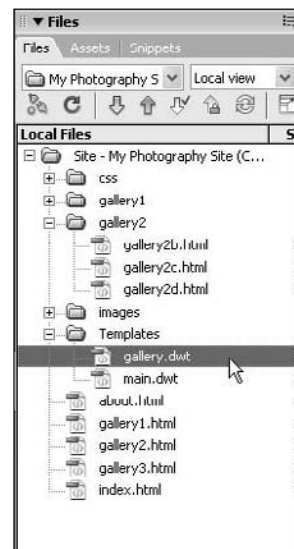 Files
Files Assets Snippets
My Photography S Local view
Local Files S
Site - My Photography Site (C...
css
gallery1
gallery2
gallery2b.html
gallery2c.html
gallery2d.html
images
Templates
gallery.dwt
main.dwt
about.html
gallery1.html
gallery2.html
gallery3.html
index.html